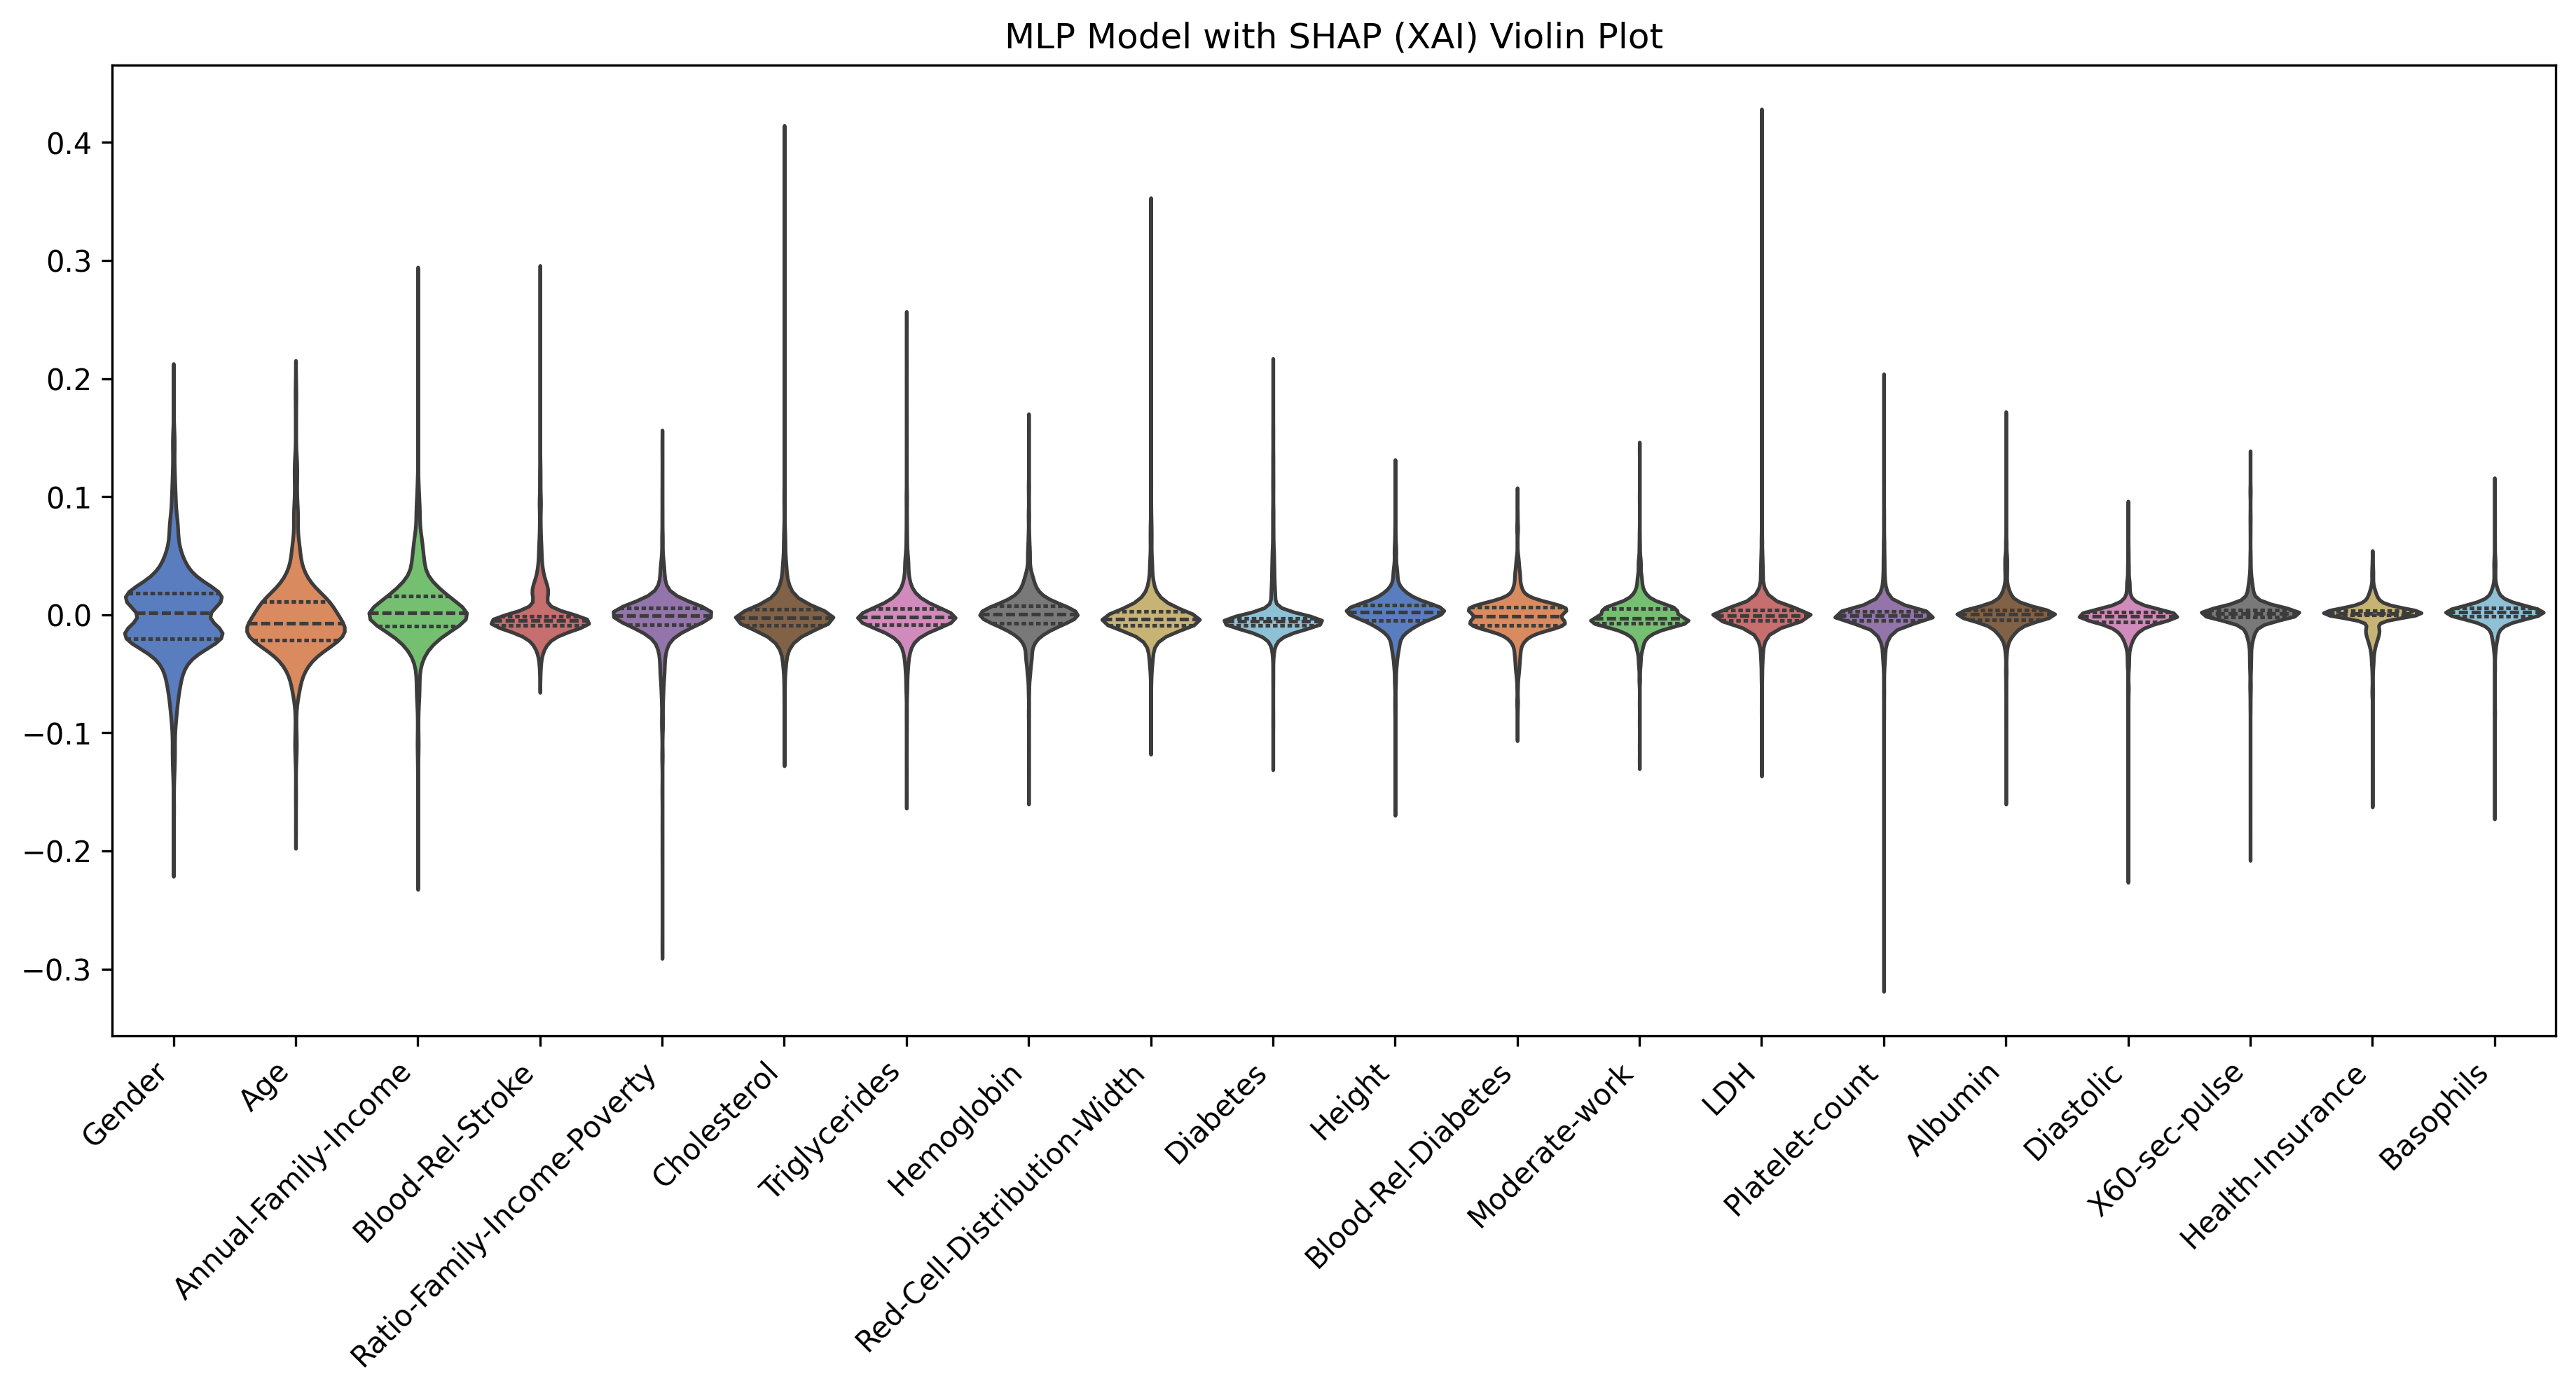 MLP Model with SHAP (XAI) Violin Plot
0.4
0.3
0.2
0.1
0.0
−0.1
−0.2
−0.3
Gender
Age
Annual-Family-Income
Blood-Rel-Stroke
Ratio-Family-Income-Poverty
Cholesterol
Triglycerides
Hemoglobin
Red-Cell-Distribution-Width
Diabetes
Height
Blood-Rel-Diabetes
Moderate-work
LDH
Platelet-count
Albumin
Diastolic
X60-sec-pulse
Health-Insurance
Basophils